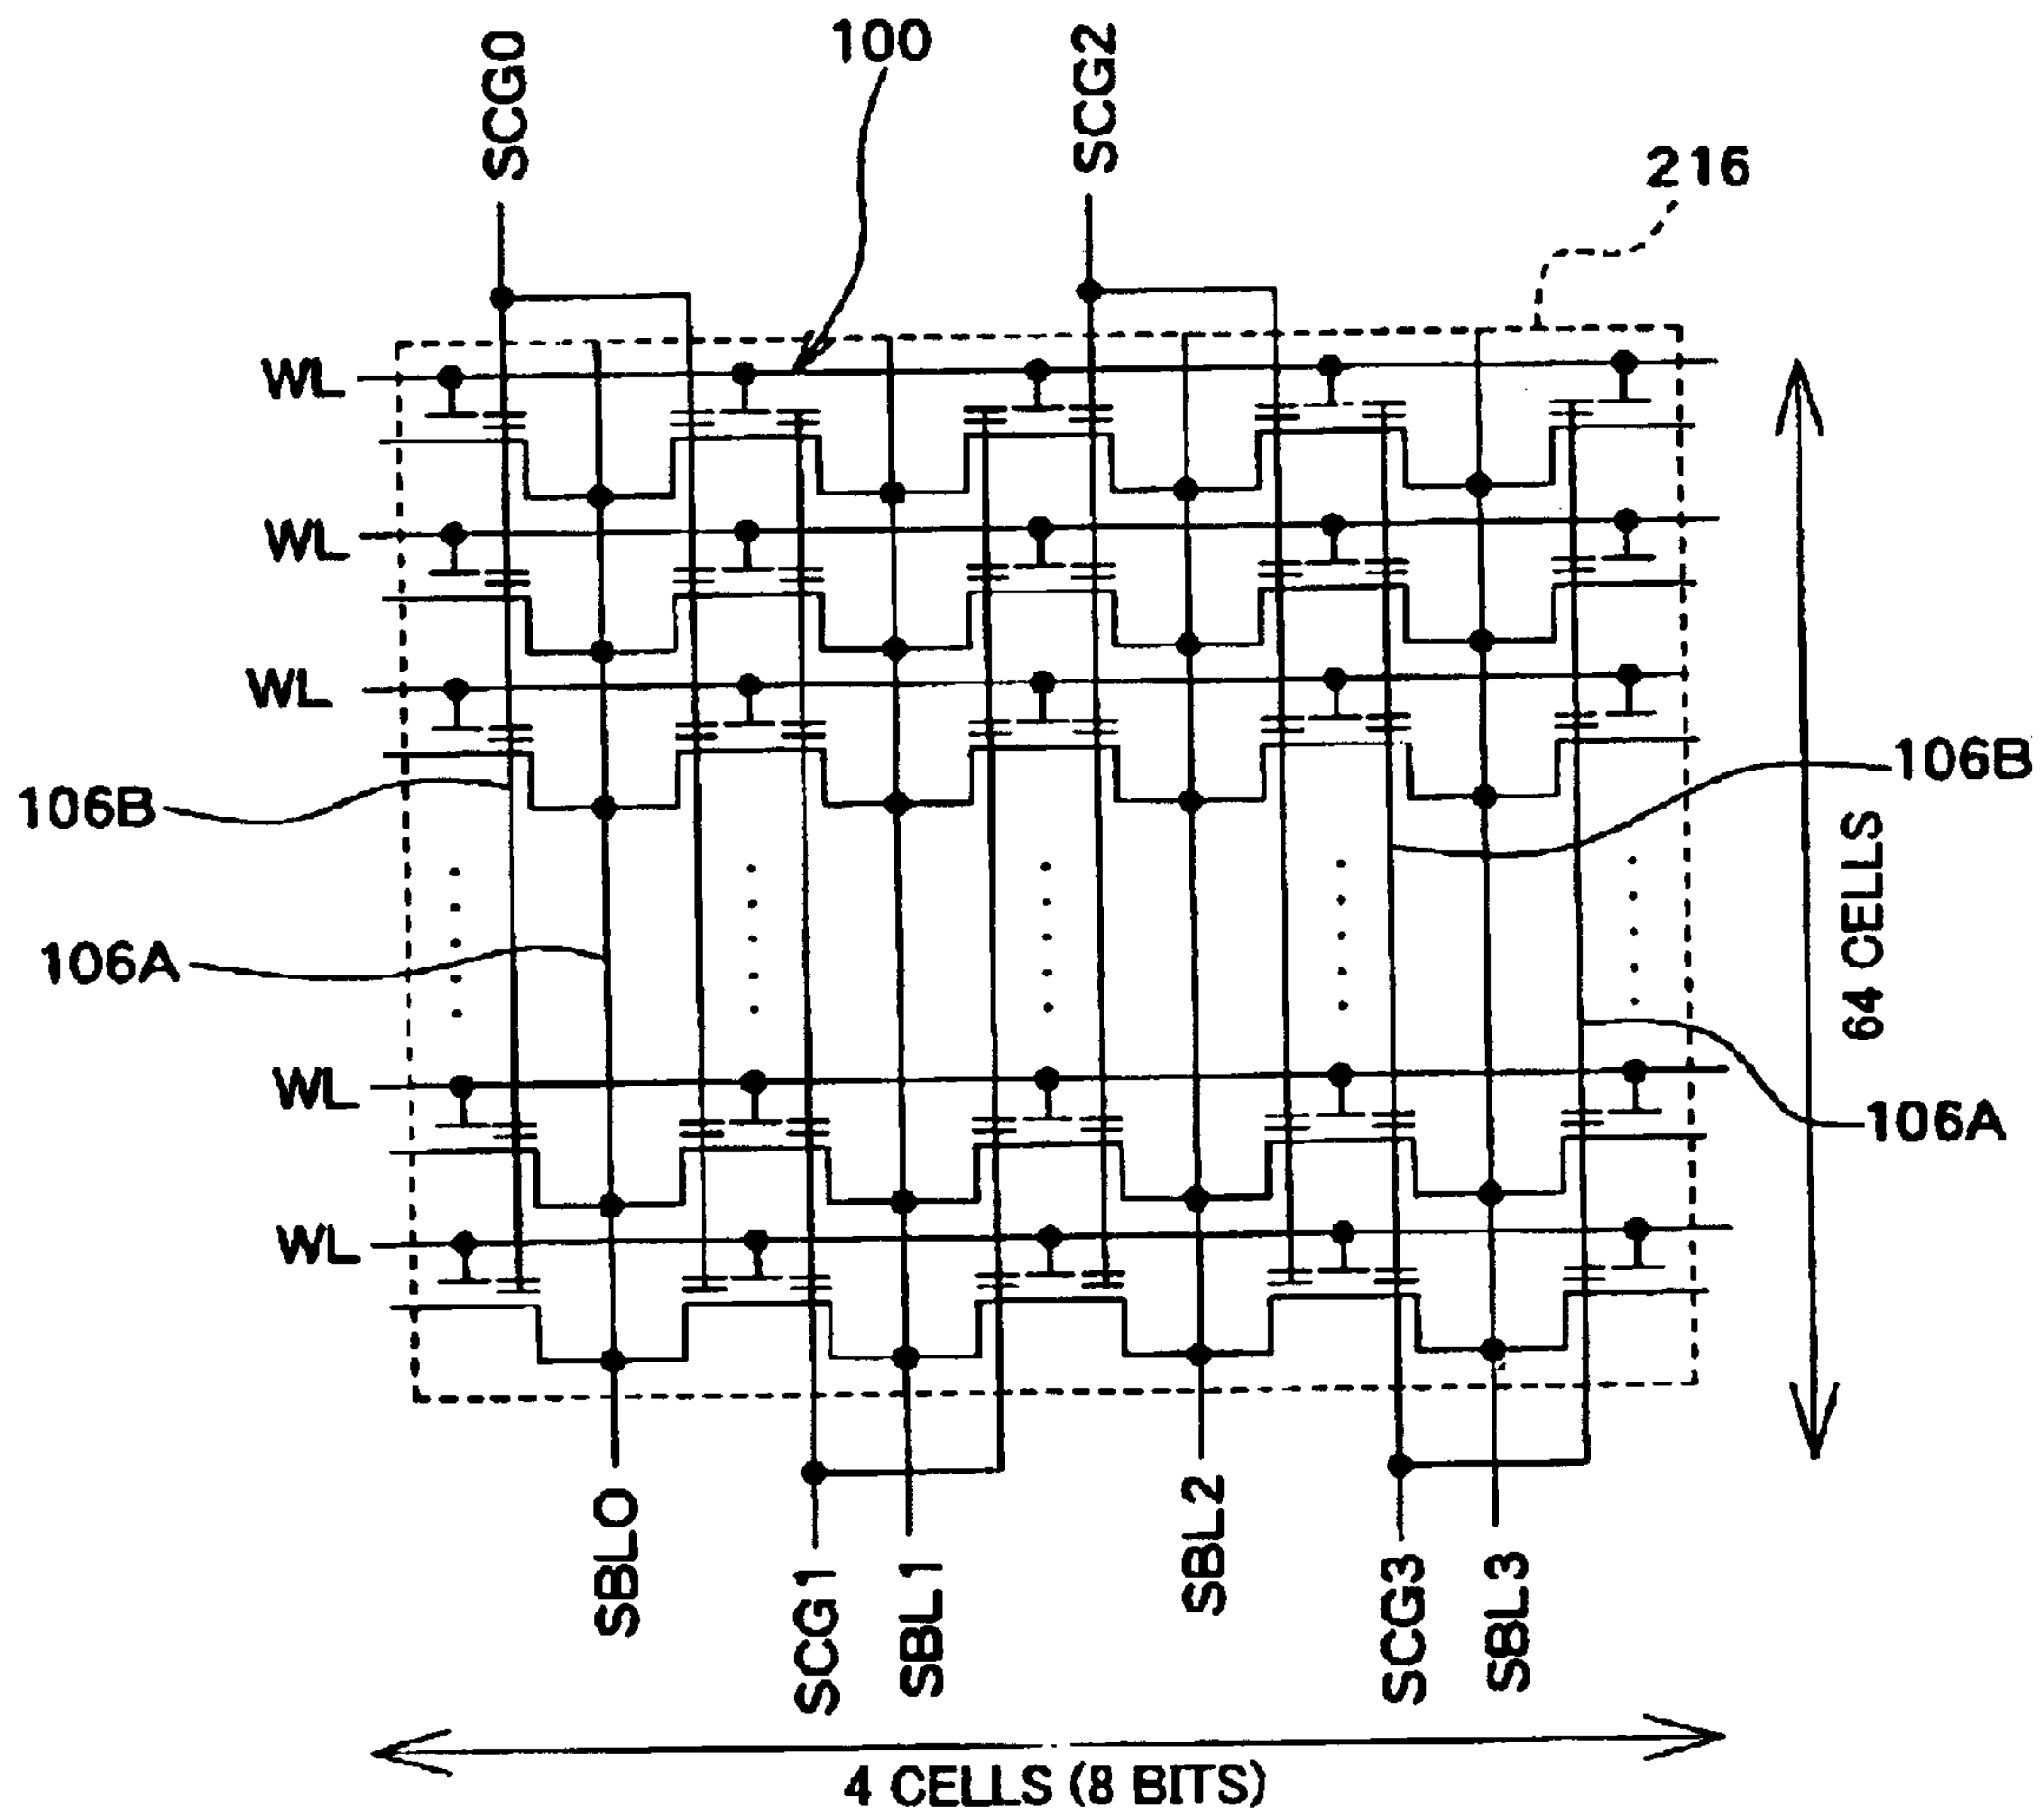 SCG0
100
SCG2
216
WL
WL
WL
106B
106B
106A
64 CELLS
WL
106A
WL
SBL0
SCG1
SBL1
SBL2
SCG3
SBL3
4 CELLS (8 BITS)